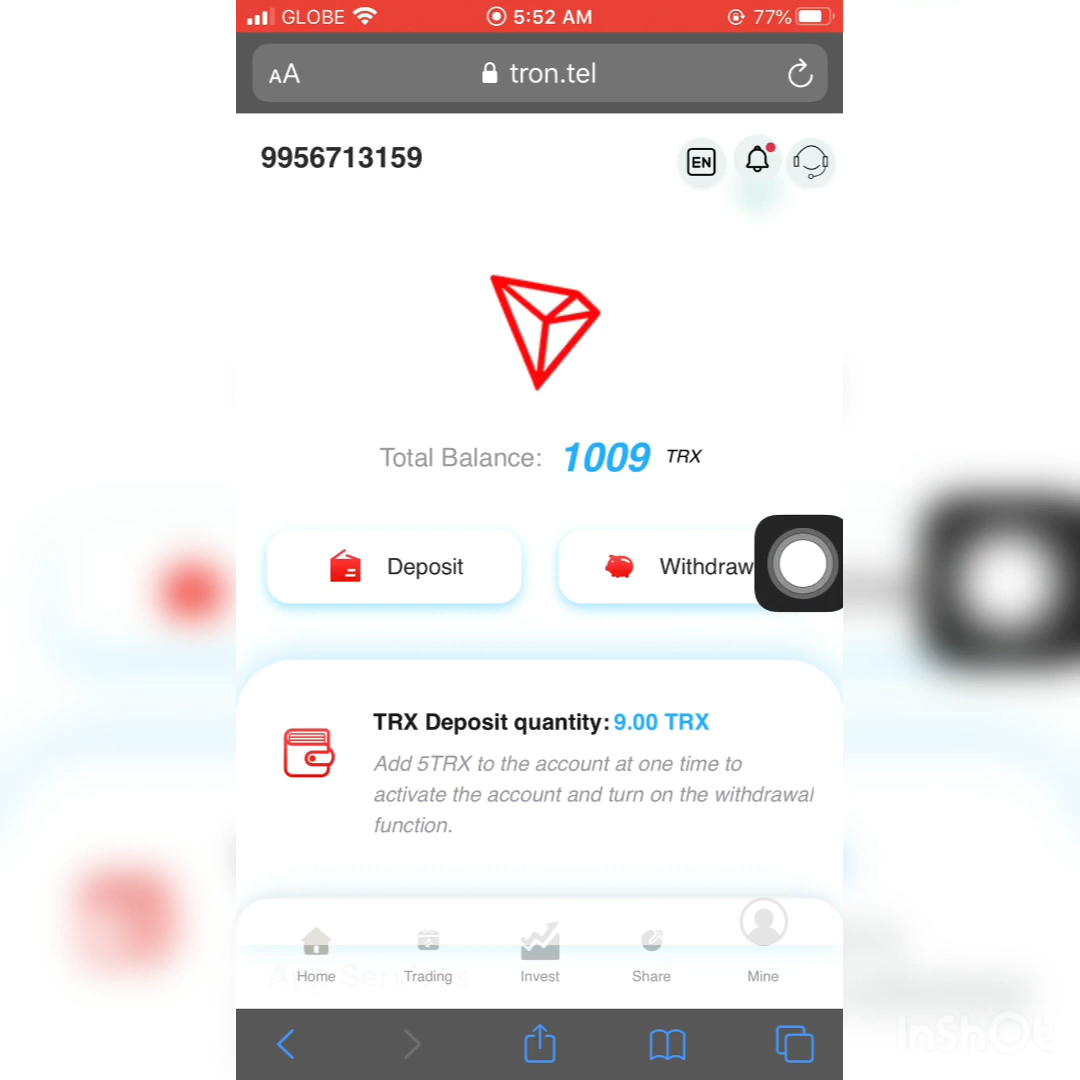 GLOBE 5:52 AM 77%
AA tron.tel
9956713159
EN
Total Balance: 1009 TRX
Deposit Withdraw
TRX Deposit quantity: 9.00 TRX
Add 5TRX to the account at one time to
activate the account and turn on the withdrawal
function.
App Services
Home Trading Invest Share Mine
InShOt